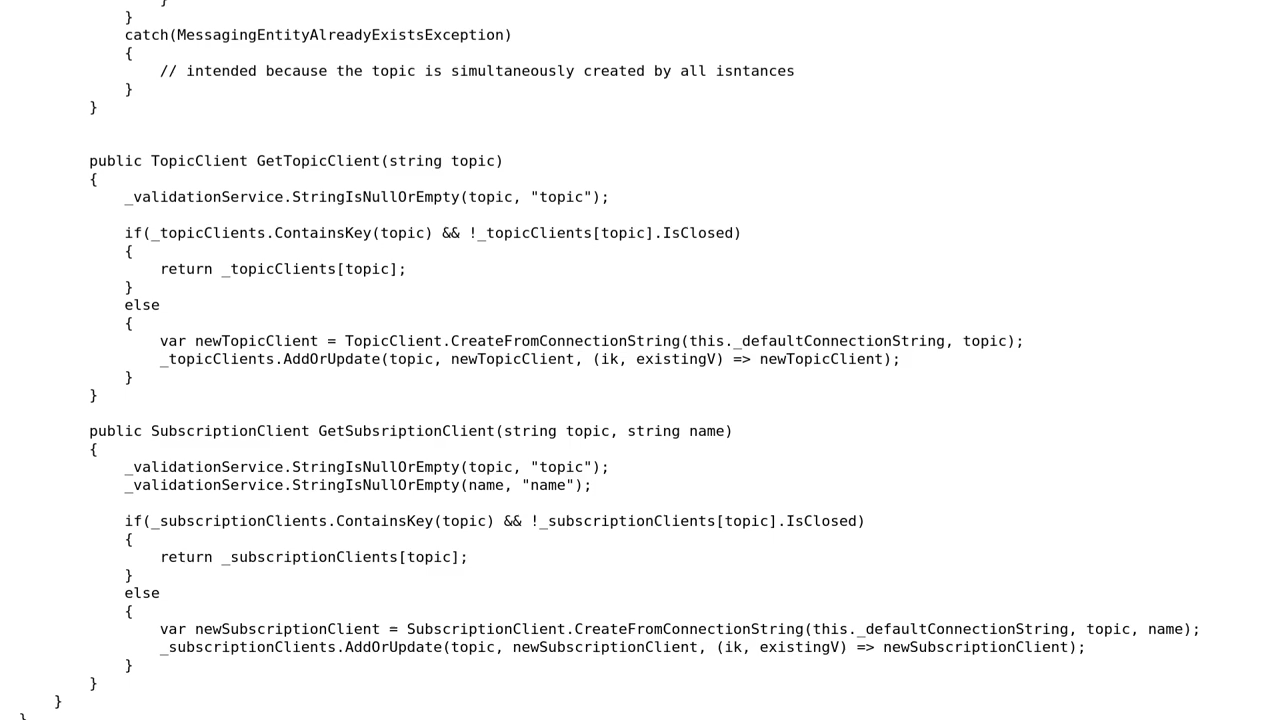 }
}
catch(MessagingEntityAlreadyExistsException)
{
// intended because the topic is simultaneously created by all isntances
}
}
public TopicClient GetTopicClient(string topic)
{
_validationService.StringIsNullOrEmpty(topic, "topic");
if(_topicClients.ContainsKey(topic) && !_topicClients[topic].IsClosed)
{
return _topicClients[topic];
}
else
{
var newTopicClient = TopicClient.CreateFromConnectionString(this._defaultConnectionString, topic);
_topicClients.AddOrUpdate(topic, newTopicClient, (ik, existingV) => newTopicClient);
}
}
public SubscriptionClient GetSubsriptionClient(string topic, string name)
{
_validationService.StringIsNullOrEmpty(topic, "topic");
_validationService.StringIsNullOrEmpty(name, "name");
if(_subscriptionClients.ContainsKey(topic) && !_subscriptionClients[topic].IsClosed)
{
return _subscriptionClients[topic];
}
else
{
var newSubscriptionClient = SubscriptionClient.CreateFromConnectionString(this._defaultConnectionString, topic, name);
_subscriptionClients.AddOrUpdate(topic, newSubscriptionClient, (ik, existingV) => newSubscriptionClient);
}
}
}
}